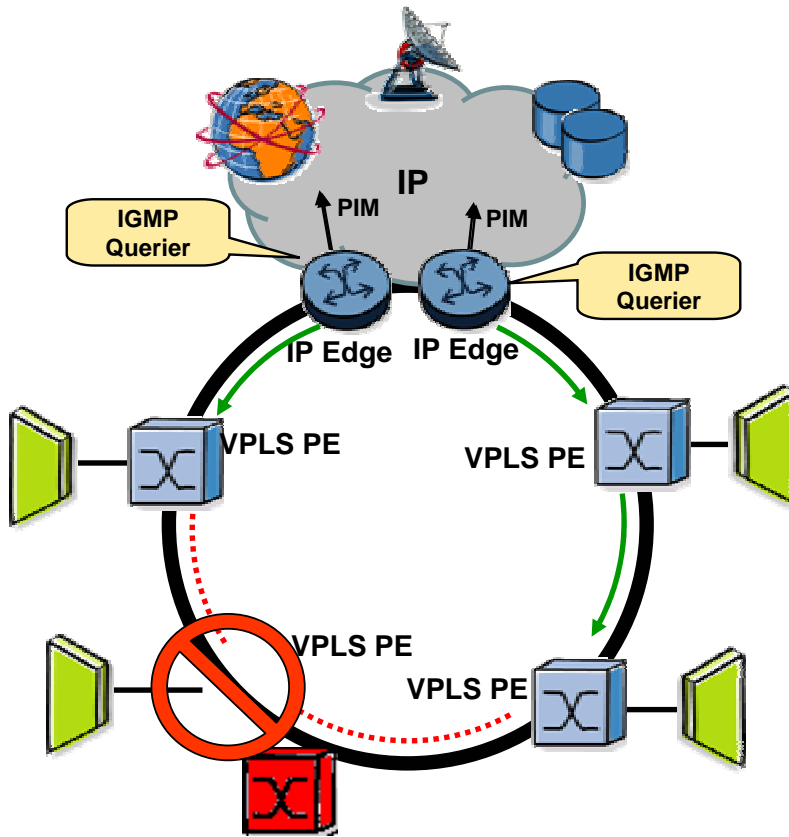 IP
PIM
PIM
IGMP
Querier
IGMP
Querier
IP Edge
IP Edge
VPLS PE
VPLS PE
VPLS PE
VPLS PE